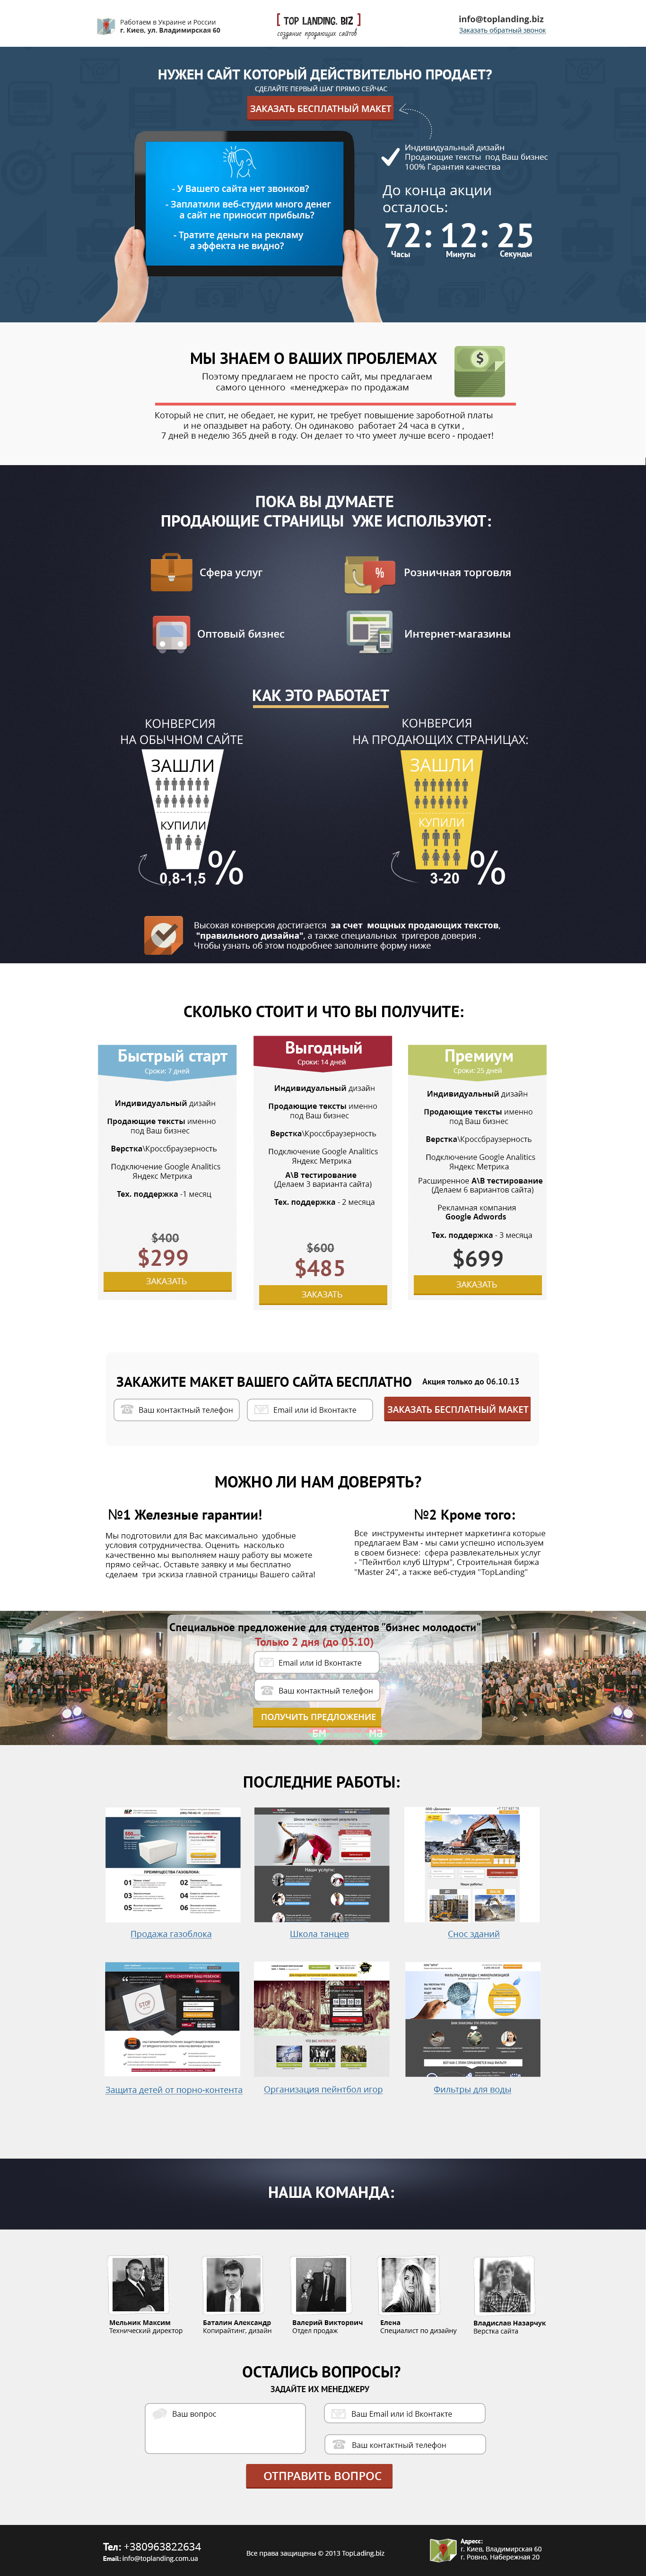 Работаем в Украине и России
г. Киев, ул. Владимирская 60
[ TOP LANDING. BIZ ]
создание продающих сайтов
info@toplanding.biz
Заказать обратный звонок
НУЖЕН САЙТ КОТОРЫЙ ДЕЙСТВИТЕЛЬНО ПРОДАЕТ?
СДЕЛАЙТЕ ПЕРВЫЙ ШАГ ПРЯМО СЕЙЧАС
ЗАКАЗАТЬ БЕСПЛАТНЫЙ МАКЕТ
- У Вашего сайта нет звонков?
- Заплатили веб-студии много денег
а сайт не приносит прибыль?
- Тратите деньги на рекламу
а эффекта не видно?
Индивидуальный дизайн
Продающие тексты под Ваш бизнес
100% Гарантия качества
До конца акции
осталось:
72: 12: 25
Часы Минуты Секунды
МЫ ЗНАЕМ О ВАШИХ ПРОБЛЕМАХ
Поэтому предлагаем не просто сайт, мы предлагаем
самого ценного «менеджера» по продажам
Который не спит, не обедает, не курит, не требует повышение заработной платы
и не опаздывет на работу. Он одинаково работает 24 часа в сутки ,
7 дней в неделю 365 дней в году. Он делает то что умеет лучше всего - продает!
ПОКА ВЫ ДУМАЕТЕ
ПРОДАЮЩИЕ СТРАНИЦЫ УЖЕ ИСПОЛЬЗУЮТ:
Сфера услуг
Розничная торговля
Оптовый бизнес
Интернет-магазины
КАК ЭТО РАБОТАЕТ
КОНВЕРСИЯ
НА ОБЫЧНОМ САЙТЕ
ЗАШЛИ
КУПИЛИ
0,8-1,5 %
КОНВЕРСИЯ
НА ПРОДАЮЩИХ СТРАНИЦАХ:
ЗАШЛИ
КУПИЛИ
3-20 %
Высокая конверсия достигается за счет мощных продающих текстов,
"правильного дизайна", а также специальных тригеров доверия .
Чтобы узнать об этом подробнее заполните форму ниже
СКОЛЬКО СТОИТ И ЧТО ВЫ ПОЛУЧИТЕ:
Быстрый старт
Сроки: 7 дней
Индивидуальный дизайн
Продающие тексты именно
под Ваш бизнес
Верстка\Кроссбраузерность
Подключение Google Analitics
Яндекс Метрика
Тех. поддержка -1 месяц
$400
$299
ЗАКАЗАТЬ
Выгодный
Сроки: 14 дней
Индивидуальный дизайн
Продающие тексты именно
под Ваш бизнес
Верстка\Кроссбраузерность
Подключение Google Analitics
Яндекс Метрика
А\В тестирование
(Делаем 3 варианта сайта)
Тех. поддержка - 2 месяца
$600
$485
ЗАКАЗАТЬ
Премиум
Сроки: 25 дней
Индивидуальный дизайн
Продающие тексты именно
под Ваш бизнес
Верстка\Кроссбраузерность
Подключение Google Analitics
Яндекс Метрика
Расширенное А\В тестирование
(Делаем 6 вариантов сайта)
Рекламная компания
Google Adwords
Тех. поддержка - 3 месяца
$699
ЗАКАЗАТЬ
ЗАКАЖИТЕ МАКЕТ ВАШЕГО САЙТА БЕСПЛАТНО
Акция только до 06.10.13
Ваш контактный телефон
Email или id Вконтакте
ЗАКАЗАТЬ БЕСПЛАТНЫЙ МАКЕТ
МОЖНО ЛИ НАМ ДОВЕРЯТЬ?
№1 Железные гарантии!
Мы подготовили для Вас максимально удобные
условия сотрудничества. Оценить насколько
качественно мы выполняем нашу работу вы можете
прямо сейчас. Оставьте заявку и мы бесплатно
сделаем три эскиза главной страницы Вашего сайта!
№2 Кроме того:
Все инструменты интернет маркетинга которые
предлагаем Вам - мы сами успешно используем
в своем бизнесе: сфера развлекательных услуг
- "Пейнтбол клуб Штурм", Строительная биржа
"Master 24", а также веб-студия "TopLanding"
Специальное предложение для студентов "бизнес молодости"
Только 2 дня (до 05.10)
Email или id Вконтакте
Ваш контактный телефон
ПОЛУЧИТЬ ПРЕДЛОЖЕНИЕ
БМ МЗ
ПОСЛЕДНИЕ РАБОТЫ:
ПРЕИМУЩЕСТВА ГАЗОБЛОКА:
01 02
03 04
05 06
Наши услуги:
Продажа газоблока
Школа танцев
Снос зданий
STOP
Защита детей от порно-контента
Организация пейнтбол игор
Фильтры для воды
НАША КОМАНДА:
Мельник Максим
Технический директор
Баталин Александр
Копирайтинг, дизайн
Валерий Викторвич
Отдел продаж
Елена
Специалист по дизайну
Владислав Назарчук
Верстка сайта
ОСТАЛИСЬ ВОПРОСЫ?
ЗАДАЙТЕ ИХ МЕНЕДЖЕРУ
Ваш вопрос
Ваш Email или id Вконтакте
Ваш контактный телефон
ОТПРАВИТЬ ВОПРОС
Тел: +380963822634
Email: info@toplanding.com.ua
Все права защищены © 2013 TopLading.biz
Адресс:
г. Киев, Владимирская 60
г. Ровно, Набережная 20